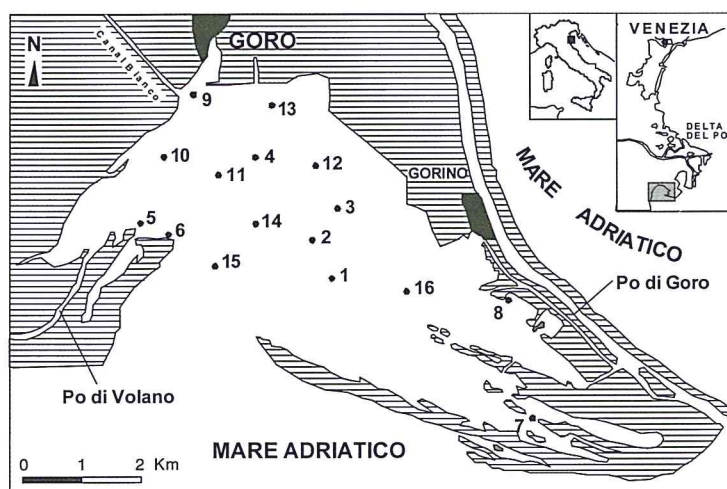 N
GORO
Canal Bianco
VENEZIA
DELTA
DEL PO
9
13
10
4
12
11
GORINO
MARE ADRIATICO
5
6
3
14
2
15
1
16
8
Po di Goro
Po di Volano
7
MARE ADRIATICO
0 1 2 Km